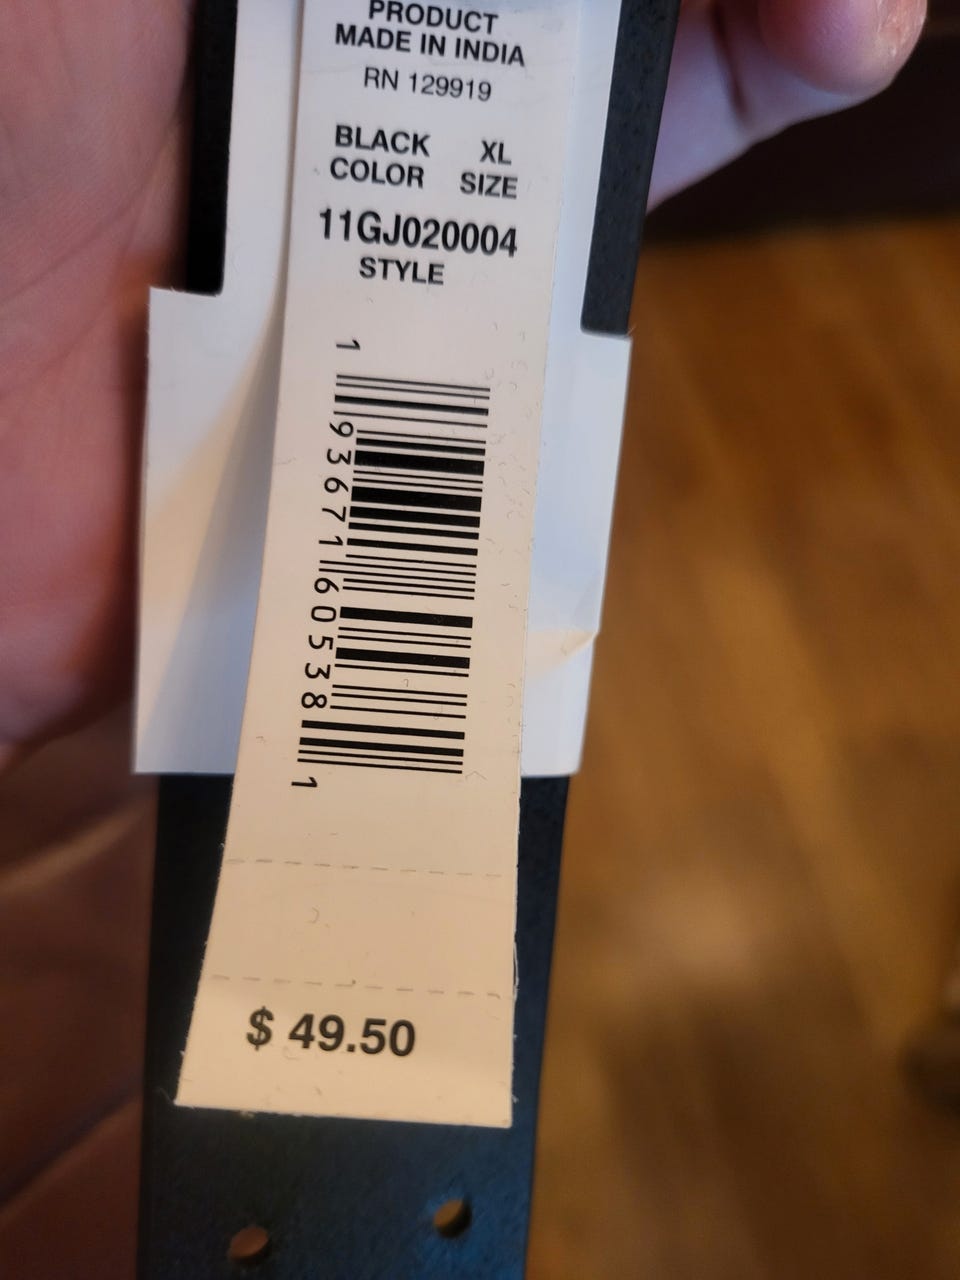 PRODUCT
MADE IN INDIA
RN 129919
BLACK XL
COLOR SIZE
11GJ020004
STYLE
1 93671 60538 1
$ 49.50